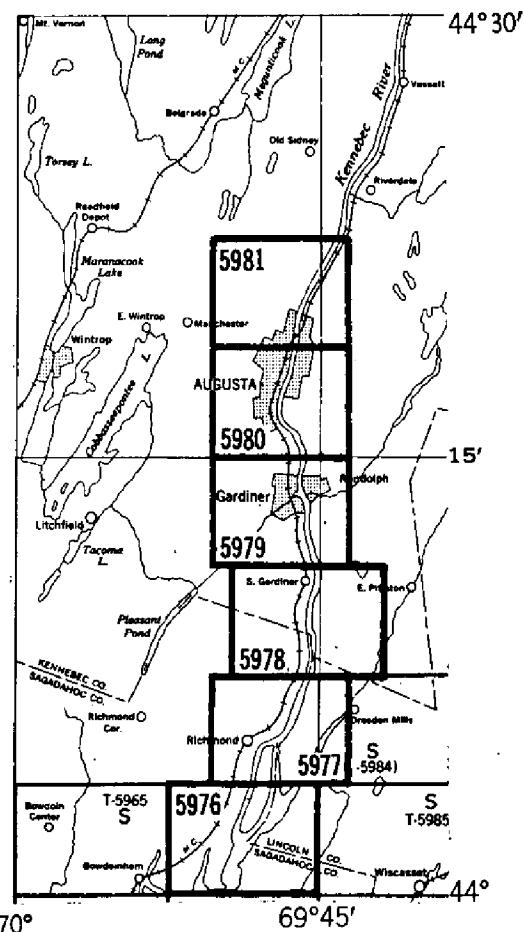 44°30'
Mt. Vernon
Long
Pond
M.C.
Messalonskee L.
Belgrade
Vassalb
Kennebec River
Old Sidney
Torsey L.
Riverdale
Readfield
Depot
Maranacook
Lake
5981
E. Wintrop
Manchester
Wintrop
AUGUSTA
Cobbosseecontee L.
5980
15'
Gardiner
Randolph
Litchfield
5979
Tacoma
L.
S. Gardiner
E. Pittston
Pleasant
Pond
5978
KENNEBEC CO.
SAGADAHOC CO.
Richmond
Cor.
Dresden Mills
Richmond
5977
S
(-5984)
T-5965
S
5976
S
T-5985
Bowdoin
Center
M.C.
LINCOLN CO.
SAGADAHOC CO.
Bowdoinham
Wiscasset
44°
70°
69°45'